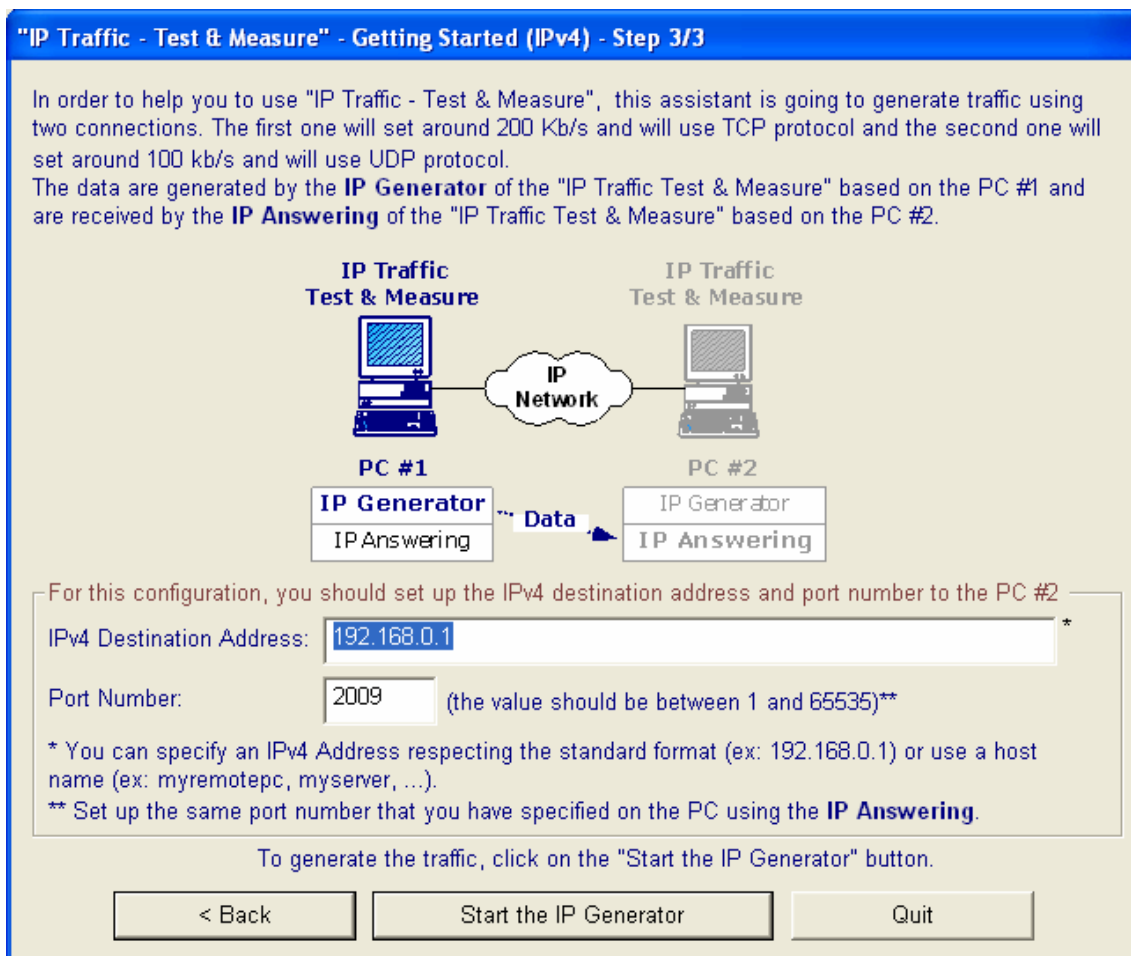 "IP Traffic - Test & Measure" - Getting Started (IPv4) - Step 3/3
In order to help you to use "IP Traffic - Test & Measure", this assistant is going to generate traffic using
two connections. The first one will set around 200 Kb/s and will use TCP protocol and the second one will
set around 100 kb/s and will use UDP protocol.
The data are generated by the IP Generator of the "IP Traffic Test & Measure" based on the PC #1 and
are received by the IP Answering of the "IP Traffic Test & Measure" based on the PC #2.
IP Traffic
Test & Measure
IP Traffic
Test & Measure
IP
Network
PC #1
PC #2
IP Generator
IP Answering
Data
IP Generator
IP Answering
For this configuration, you should set up the IPv4 destination address and port number to the PC #2
IPv4 Destination Address: 192.168.0.1 *
Port Number: 2009 (the value should be between 1 and 65535)**
* You can specify an IPv4 Address respecting the standard format (ex: 192.168.0.1) or use a host
name (ex: myremotepc, myserver, ...).
** Set up the same port number that you have specified on the PC using the IP Answering.
To generate the traffic, click on the "Start the IP Generator" button.
< Back
Start the IP Generator
Quit